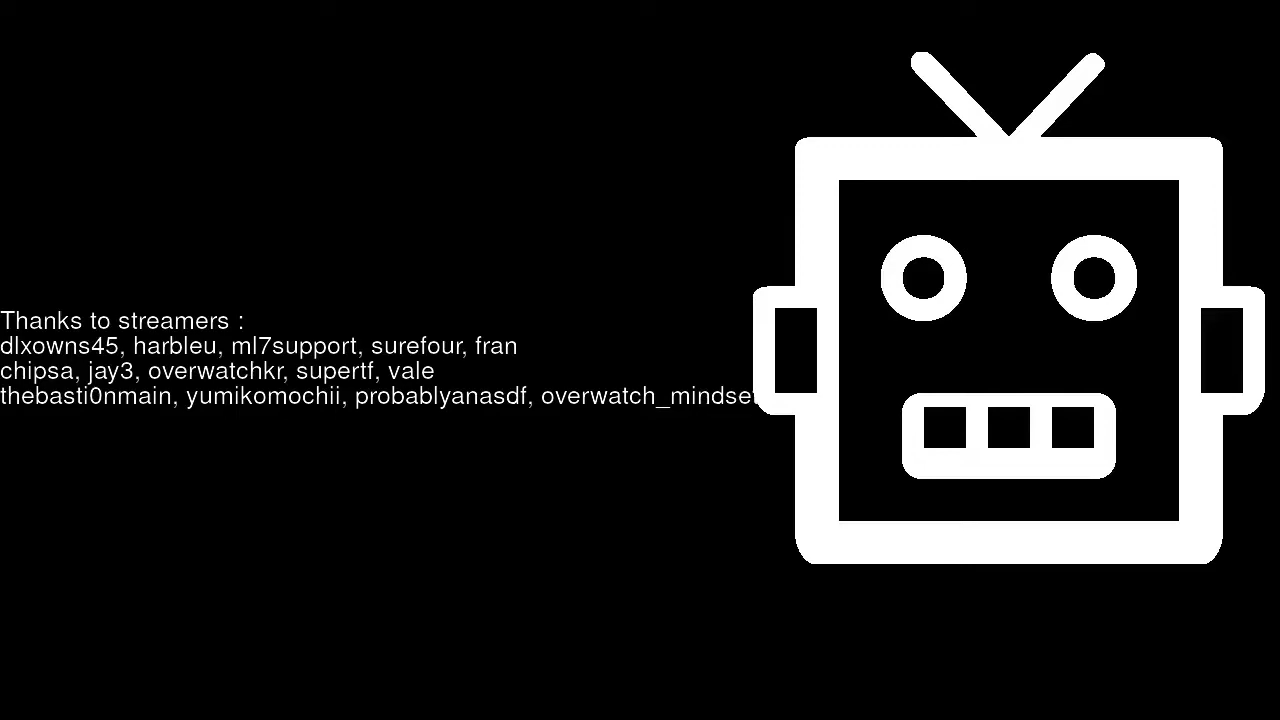 Thanks to streamers :
dlxowns45, harbleu, ml7support, surefour, fran
chipsa, jay3, overwatchkr, supertf, vale
thebasti0nmain, yumikomochii, probablyanasdf, overwatch_mindset